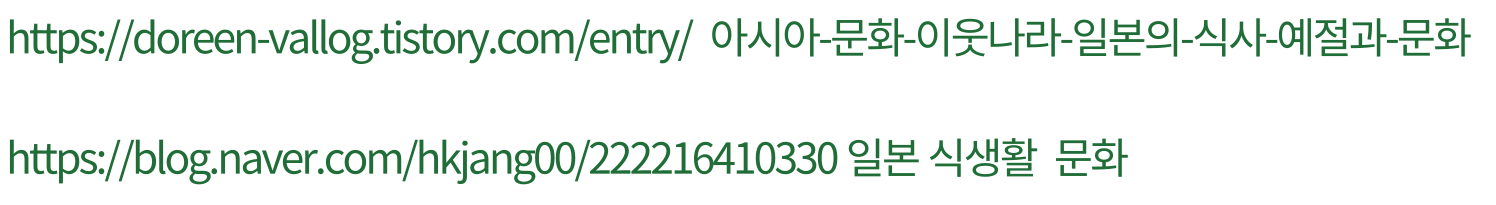 https://doreen-vallog.tistory.com/entry/ 아시아-문화-이웃나라-일본의-식사-예절과-문화
https://blog.naver.com/hkjang00/222216410330 일본 식생활 문화